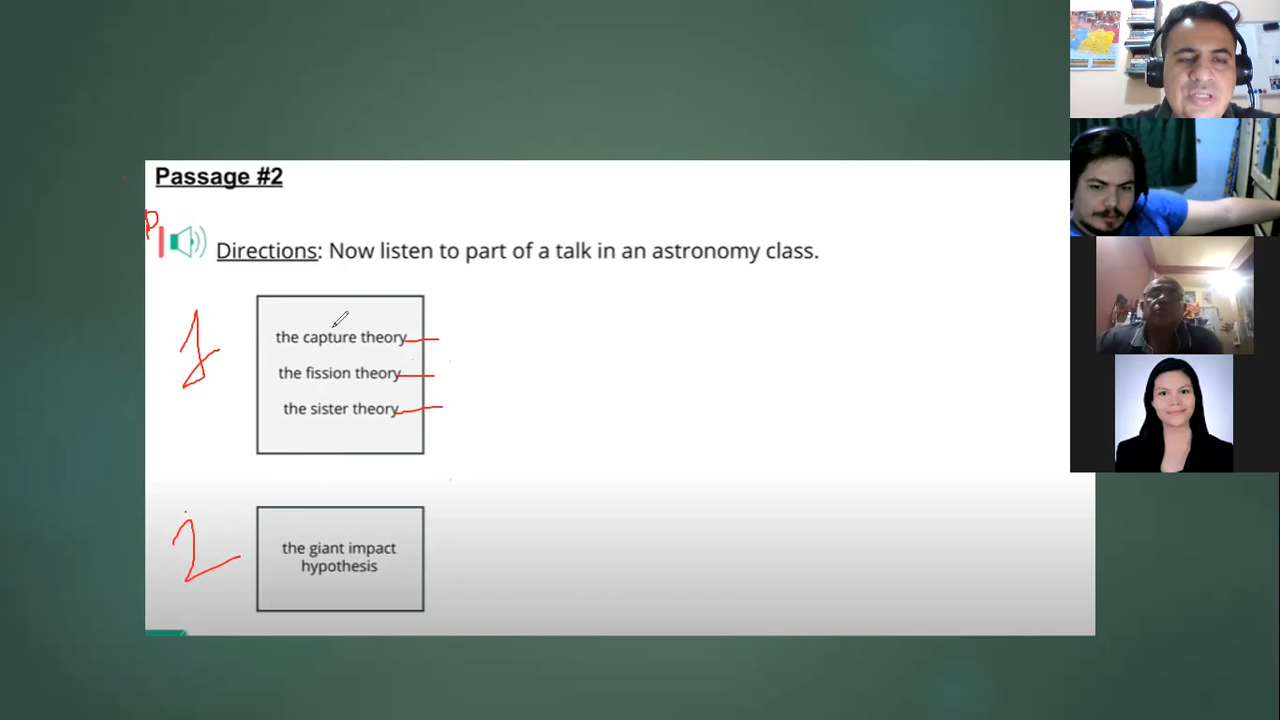 Passage #2
P
Directions: Now listen to part of a talk in an astronomy class.
1
the capture theory
the fission theory
the sister theory
2
the giant impact
hypothesis